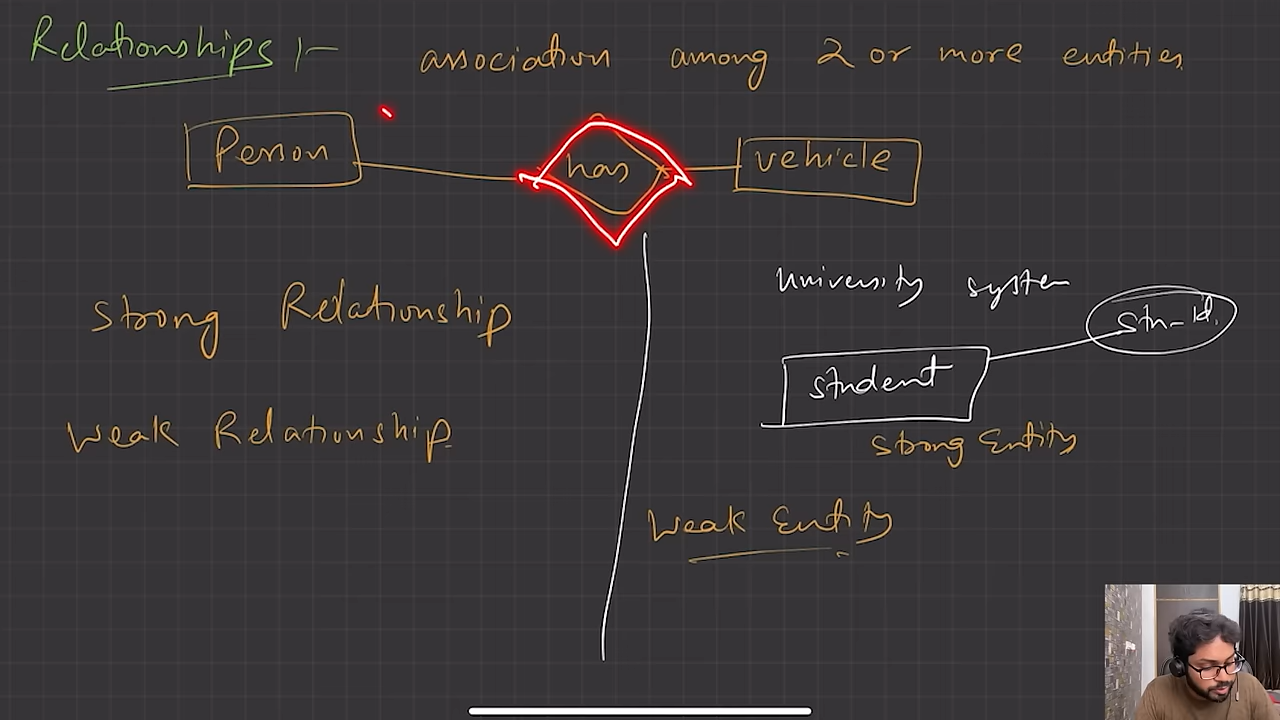 Relationships :- association among 2 or more entities
Person has vehicle
Strong Relationship
Weak Relationship
University system
Stu-id
Student
Strong Entity
Weak Entity